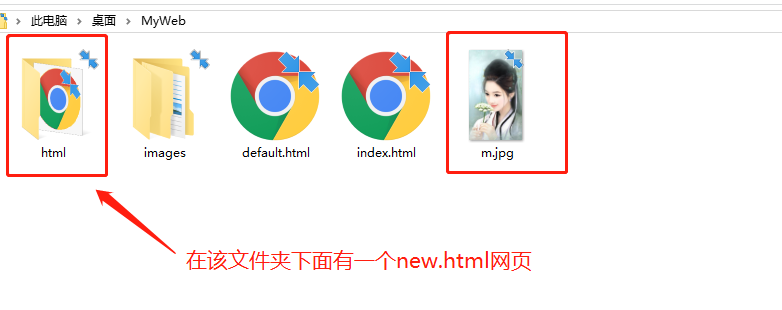 此电脑 > 桌面 > MyWeb
html
images
default.html
index.html
m.jpg
在该文件夹下面有一个new.html网页